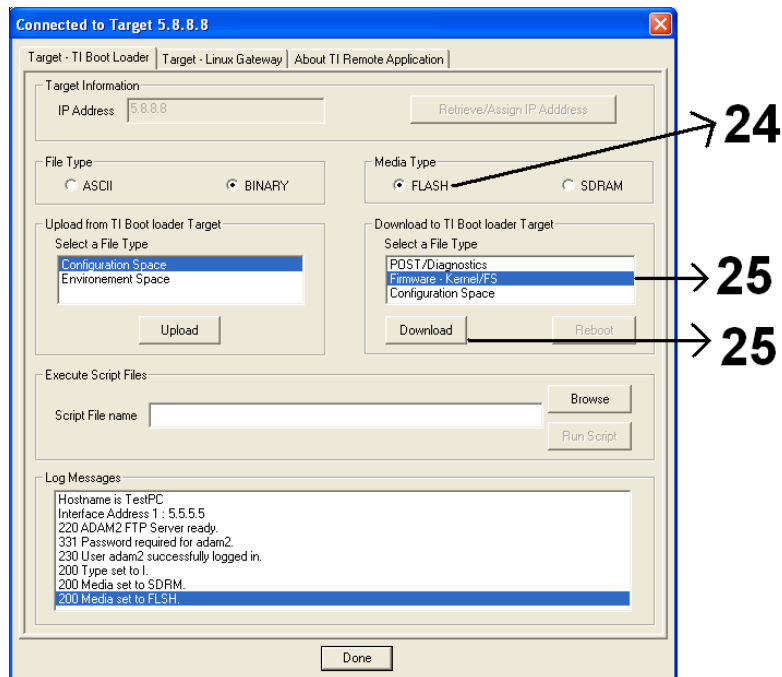 Connected to Target 5.8.8.8
Target - TI Boot Loader Target - Linux Gateway About TI Remote Application
Target Information
IP Address 5.8.8.8 Retrieve/Assign IP Adddress
24
File Type Media Type
ASCII BINARY FLASH SDRAM
Upload from TI Boot loader Target
Select a File Type
Configuration Space
Environement Space
Upload
Download to TI Boot loader Target
Select a File Type
POST/Diagnostics
Firmware - Kernel/FS
Configuration Space
25
Download Reboot
25
Execute Script Files
Script File name Browse
Run Script
Log Messages
Hostname is TestPC
Interface Address 1 : 5.5.5.5
220 ADAM2 FTP Server ready.
331 Password required for adam2.
230 User adam2 successfully logged in.
200 Type set to I.
200 Media set to SDRM.
200 Media set to FLSH.
Done